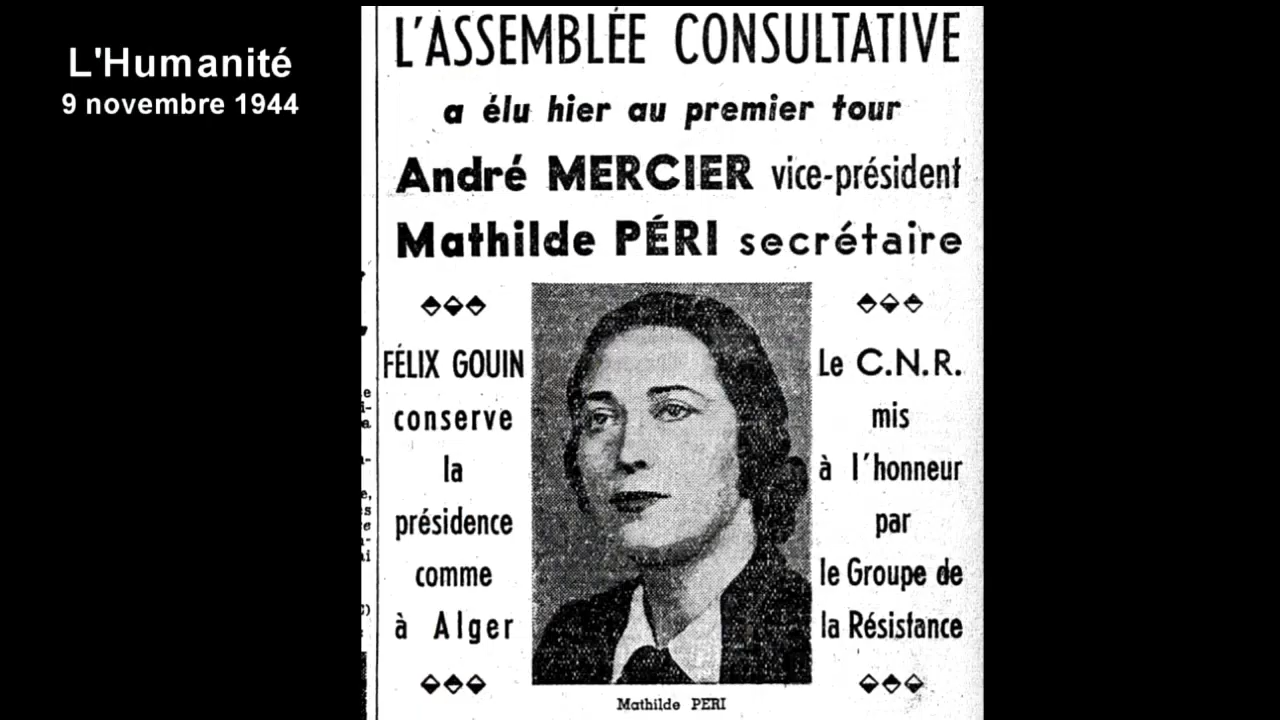 L'Humanité
9 novembre 1944
L'ASSEMBLÉE CONSULTATIVE
a élu hier au premier tour
André MERCIER vice-président
Mathilde PÉRI secrétaire
FÉLIX GOUIN
conserve
la
présidence
comme
à Alger
Le C.N.R.
mis
à l'honneur
par
le Groupe de
la Résistance
Mathilde PERI